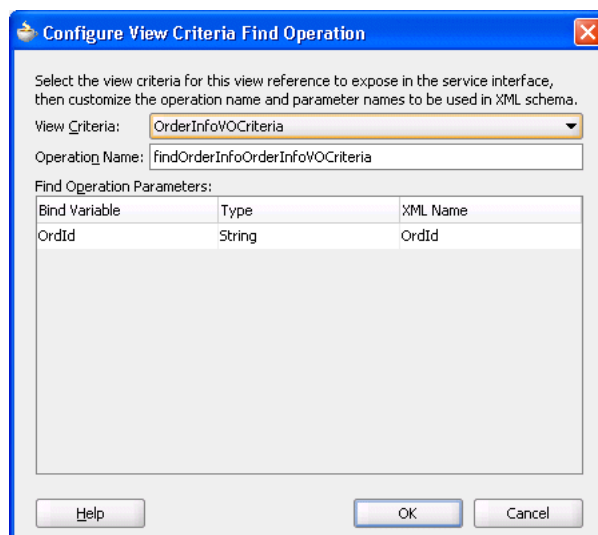 Configure View Criteria Find Operation
Select the view criteria for this view reference to expose in the service interface,
then customize the operation name and parameter names to be used in XML schema.
View Criteria: OrderInfoVOCriteria
Operation Name: findOrderInfoOrderInfoVOCriteria
Find Operation Parameters:
Bind Variable Type XML Name
OrdId String OrdId
Help OK Cancel